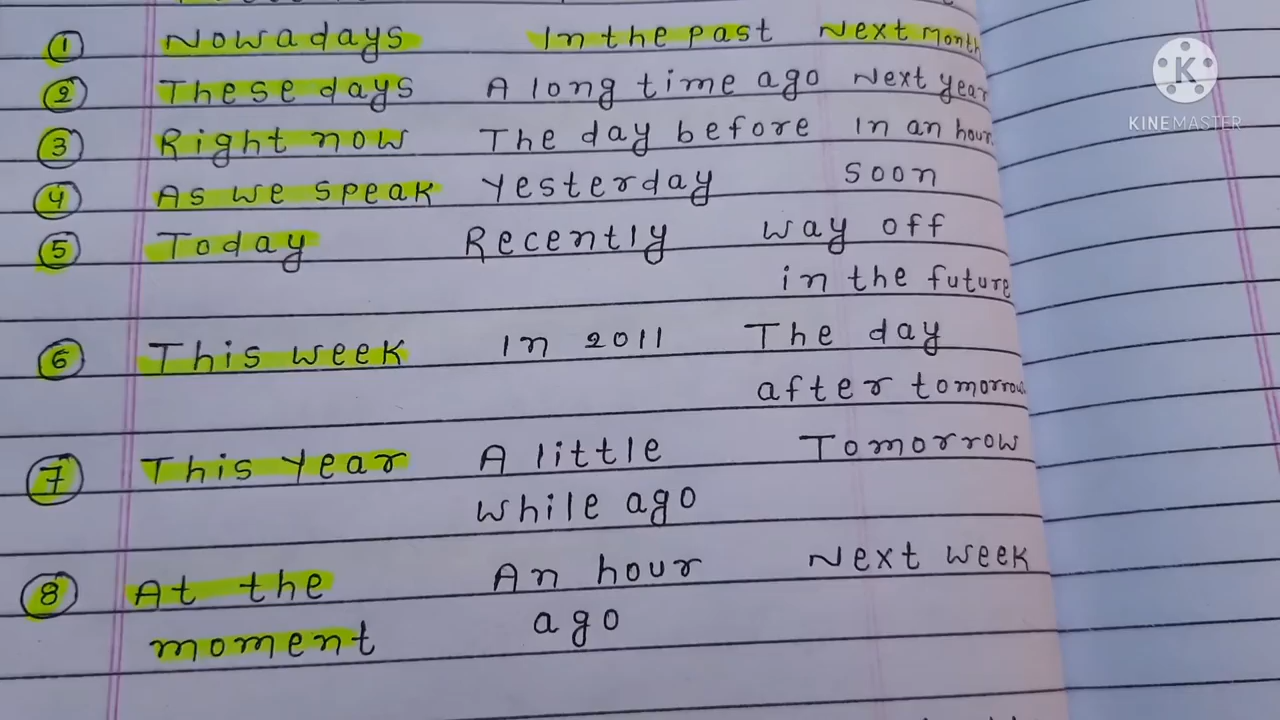 ① Nowadays In the past Next Month
② These days A long time ago Next year
③ Right now The day before In an hour
④ As we speak Yesterday Soon
⑤ Today Recently way off
in the future
⑥ This week In 2011 The day
after tomorrow
⑦ This Year A little Tomorrow
while ago
⑧ At the An hour Next week
moment ago
K
KINEMASTER